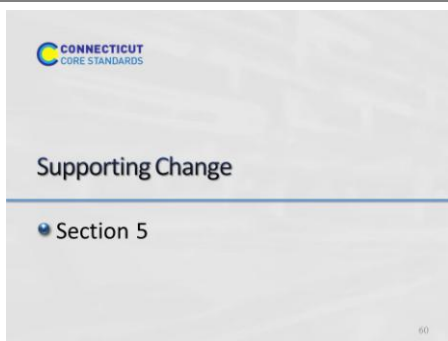 CONNECTICUT
CORE STANDARDS
Supporting Change
Section 5
60